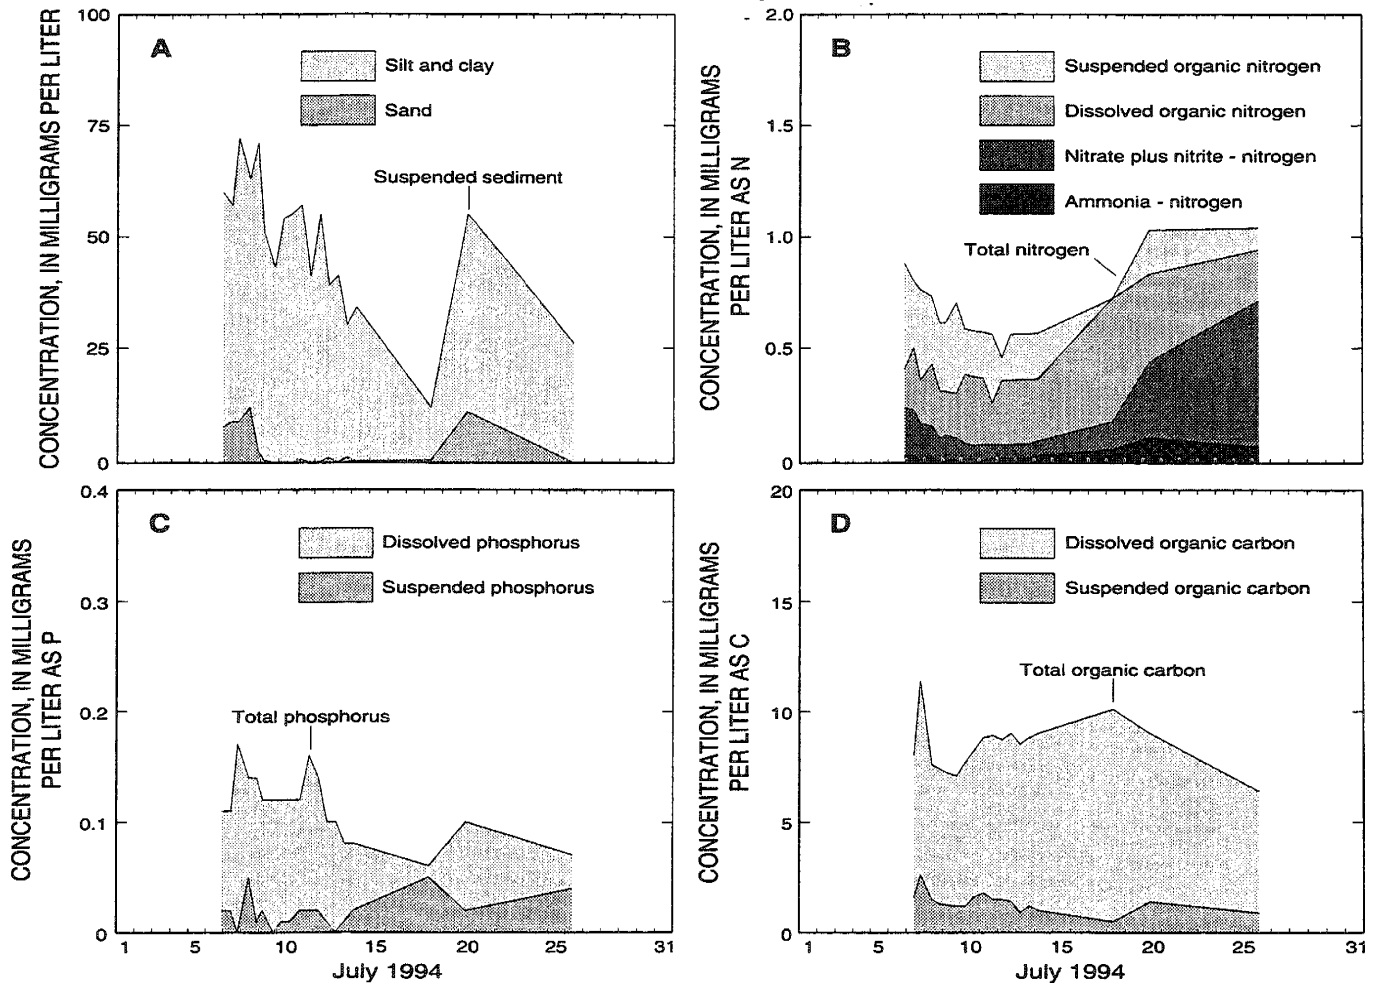 A
CONCENTRATION, IN MILLIGRAMS PER LITER
100
75
50
25
0
Silt and clay
Sand
Suspended sediment
B
CONCENTRATION, IN MILLIGRAMS
PER LITER AS N
2.0
1.5
1.0
0.5
0
Suspended organic nitrogen
Dissolved organic nitrogen
Nitrate plus nitrite - nitrogen
Ammonia - nitrogen
Total nitrogen
C
CONCENTRATION, IN MILLIGRAMS
PER LITER AS P
0.4
0.3
0.2
0.1
0
Dissolved phosphorus
Suspended phosphorus
Total phosphorus
1 5 10 15 20 25 31
July 1994
D
CONCENTRATION, IN MILLIGRAMS
PER LITER AS C
20
15
10
5
0
Dissolved organic carbon
Suspended organic carbon
Total organic carbon
1 5 10 15 20 25 31
July 1994